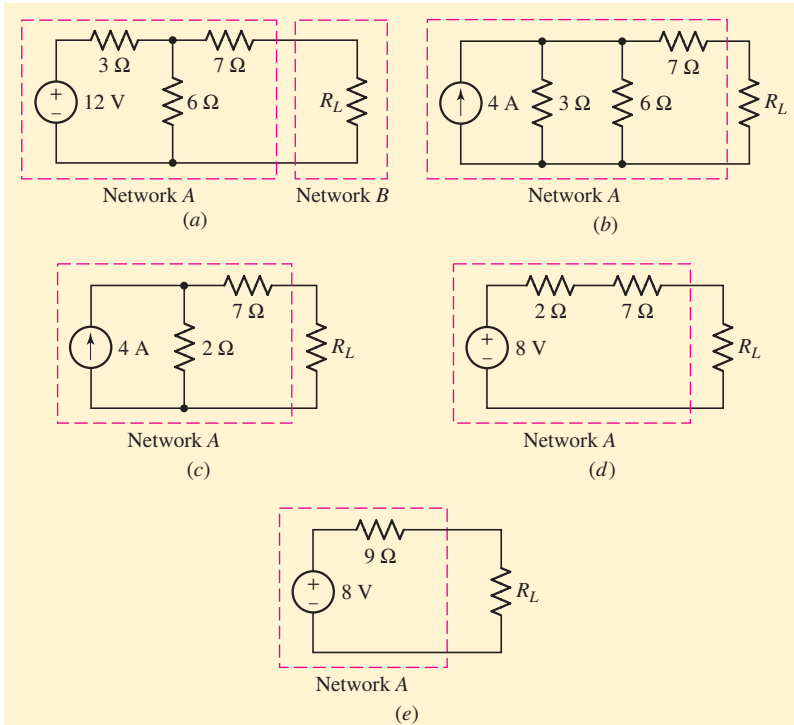 3 Ω 7 Ω
+
−
12 V 6 Ω R_L
Network A Network B
(a)
7 Ω
4 A 3 Ω 6 Ω R_L
Network A
(b)
7 Ω
4 A 2 Ω R_L
Network A
(c)
2 Ω 7 Ω
+
−
8 V R_L
Network A
(d)
9 Ω
+
−
8 V R_L
Network A
(e)